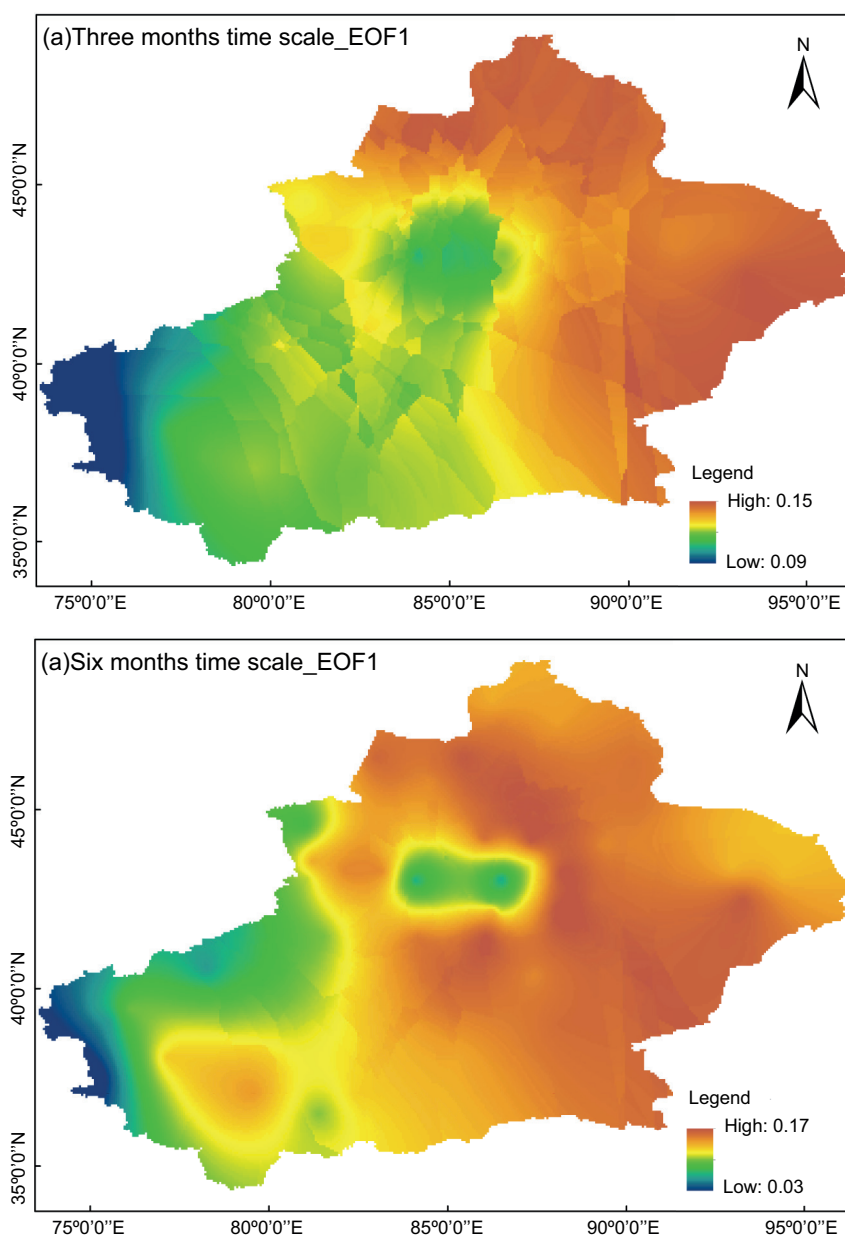 (a)Three months time scale_EOF1
N
45º0'0''N
40º0'0''N
35º0'0''N
Legend
High: 0.15
Low: 0.09
75º0'0''E
80º0'0''E
85º0'0''E
90º0'0''E
95º0'0''E
(a)Six months time scale_EOF1
N
45º0'0''N
40º0'0''N
35º0'0''N
Legend
High: 0.17
Low: 0.03
75º0'0''E
80º0'0''E
85º0'0''E
90º0'0''E
95º0'0''E